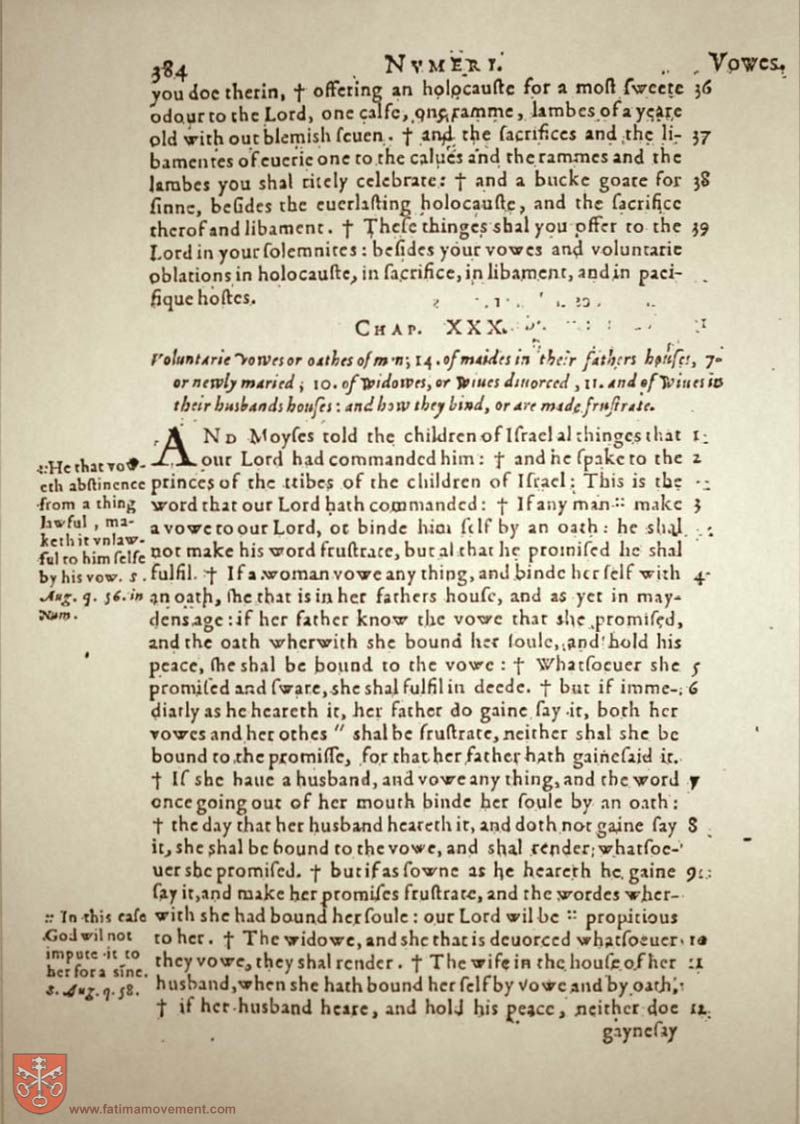 384 NVMERI. Vowes.
you doe therin, † offering an holocauſte for a moſt ſweete 36
odour to the Lord, one calfe, one ramme, lambes of a yeare
old with out blemiſh ſeuen. † and the ſacrifices and the li- 37
bamentes of euerie one to the calues and the rammes and the
lambes you shal ritely celebrate: † and a bucke goate for 38
ſinne, beſides the euerlaſting holocauſte, and the ſacrifice
therof and libament. † Theſe thinges shal you offer to the 39
Lord in your ſolemnites: beſides your vowes and voluntarie
oblations in holocauſte, in ſacrifice, in libament, and in paci-
fique hoſtes.
CHAP. XXX.
Voluntarie vowes or oathes of men; 14. of maides in their fathers houſes, 7.
or newly maried; 10. of widowes, or wiues diuorced, 11. and of wiues in
their husbands houſes: and how they bind, or are made fruſtrate.
AND Moyſes told the children of Iſrael al thinges that 1
our Lord had commanded him: † and he ſpake to the 2
princes of the tribes of the children of Iſrael: This is the
word that our Lord hath commanded: † If any man :: make 3
a vowe to our Lord, or binde him ſelf by an oath: he shal
not make his word fruſtrate, but al that he promiſed he shal
fulfil. † If a woman vowe any thing, and binde her ſelf with 4
an oath, ſhe that is in her fathers houſe, and as yet in may-
dens age: if her father know the vowe that she promiſed,
and the oath wherwith she bound her ſoule, and hold his
peace, ſhe shal be bound to the vowe: † Whatſoeuer she 5
promiſed and ſware, she shal fulfil in deede. † but if imme- 6
diatly as he heareth it, her father do gaine ſay it, both her
vowes and her othes " shal be fruſtrate, neither shal she be
bound to the promiſſe, for that her father hath gaineſaid it.
† If she haue a husband, and vowe any thing, and the word 7
once going out of her mouth binde her ſoule by an oath:
† the day that her husband heareth it, and doth not gaine ſay 8
it, she shal be bound to the vowe, and shal render whatſoe-
uer she promiſed. † but if as ſowne as he heareth he gaine 9
ſay it, and make her promiſes fruſtrate, and the wordes wher-
with she had bound her ſoule: our Lord wil be :: propitious
to her. † The widowe, and she that is deuorced whatſoeuer 10
they vowe, they shal render. † The wife in the houſe of her 11
husband, when she hath bound her ſelf by vowe and by oath,
† if her husband heare, and hold his peace, neither doe 12
gayneſay
:: He that vow-
eth abſtinence
from a thing
lawful, ma-
keth it vnlaw-
ful to him ſelfe
by his vow. S.
Aug. q. 56. in
Num.
:: In this caſe
God wil not
impute it to
her for a ſinne.
S. Aug. q. 58.
www.fatimamovement.com